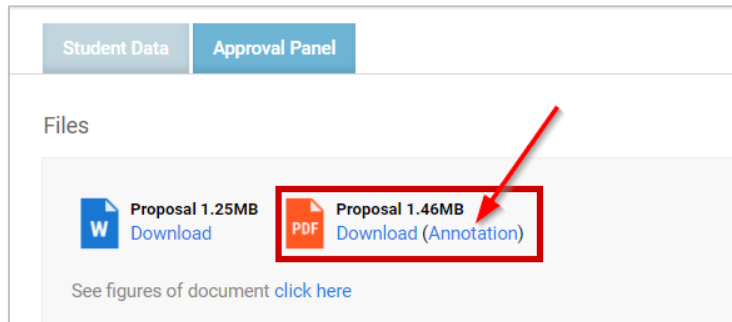 Student Data
Approval Panel
Files
W
Proposal 1.25MB
Download
PDF
Proposal 1.46MB
Download (Annotation)
See figures of document click here